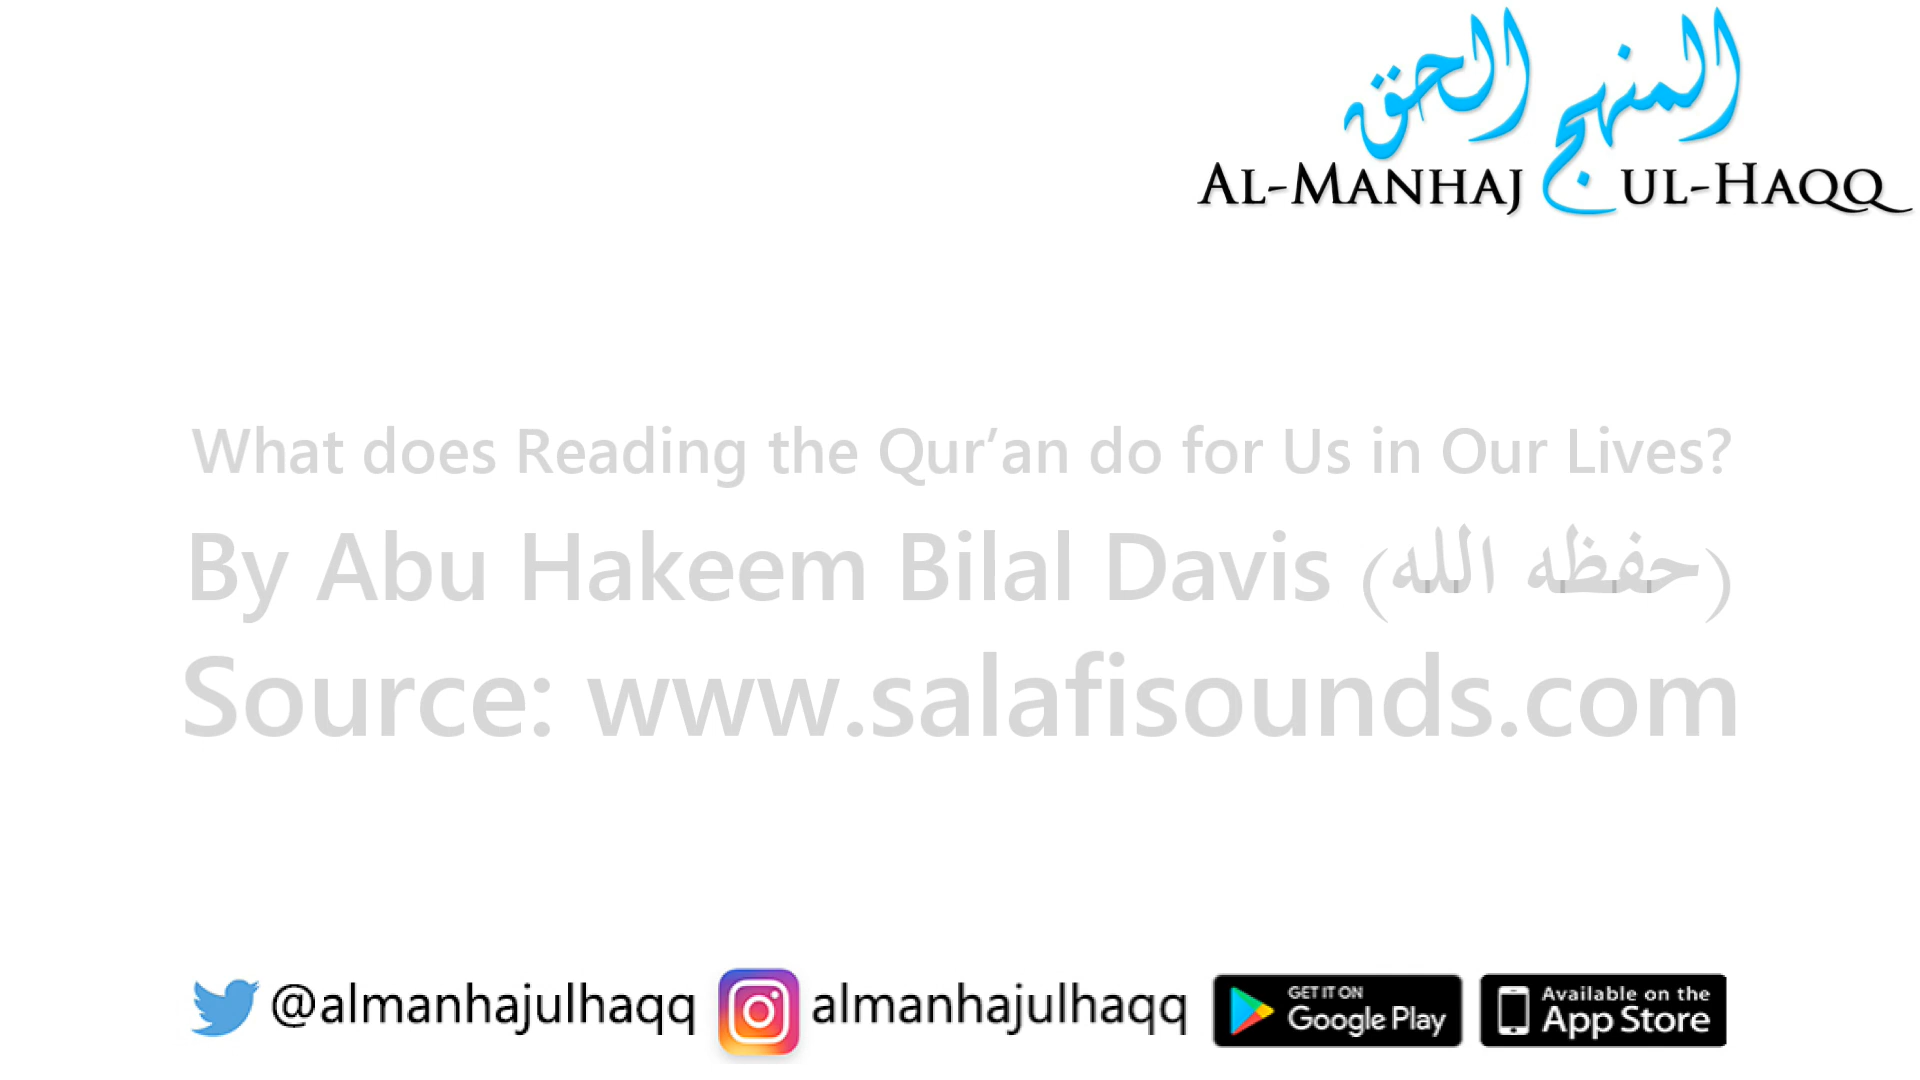 المنهج الحق
AL-MANHAJ UL-HAQQ
What does Reading the Qur’an do for Us in Our Lives?
By Abu Hakeem Bilal Davis (حفظه الله)
Source: www.salafisounds.com
@almanhajulhaqq almanhajulhaqq GET IT ON Google Play Available on the App Store